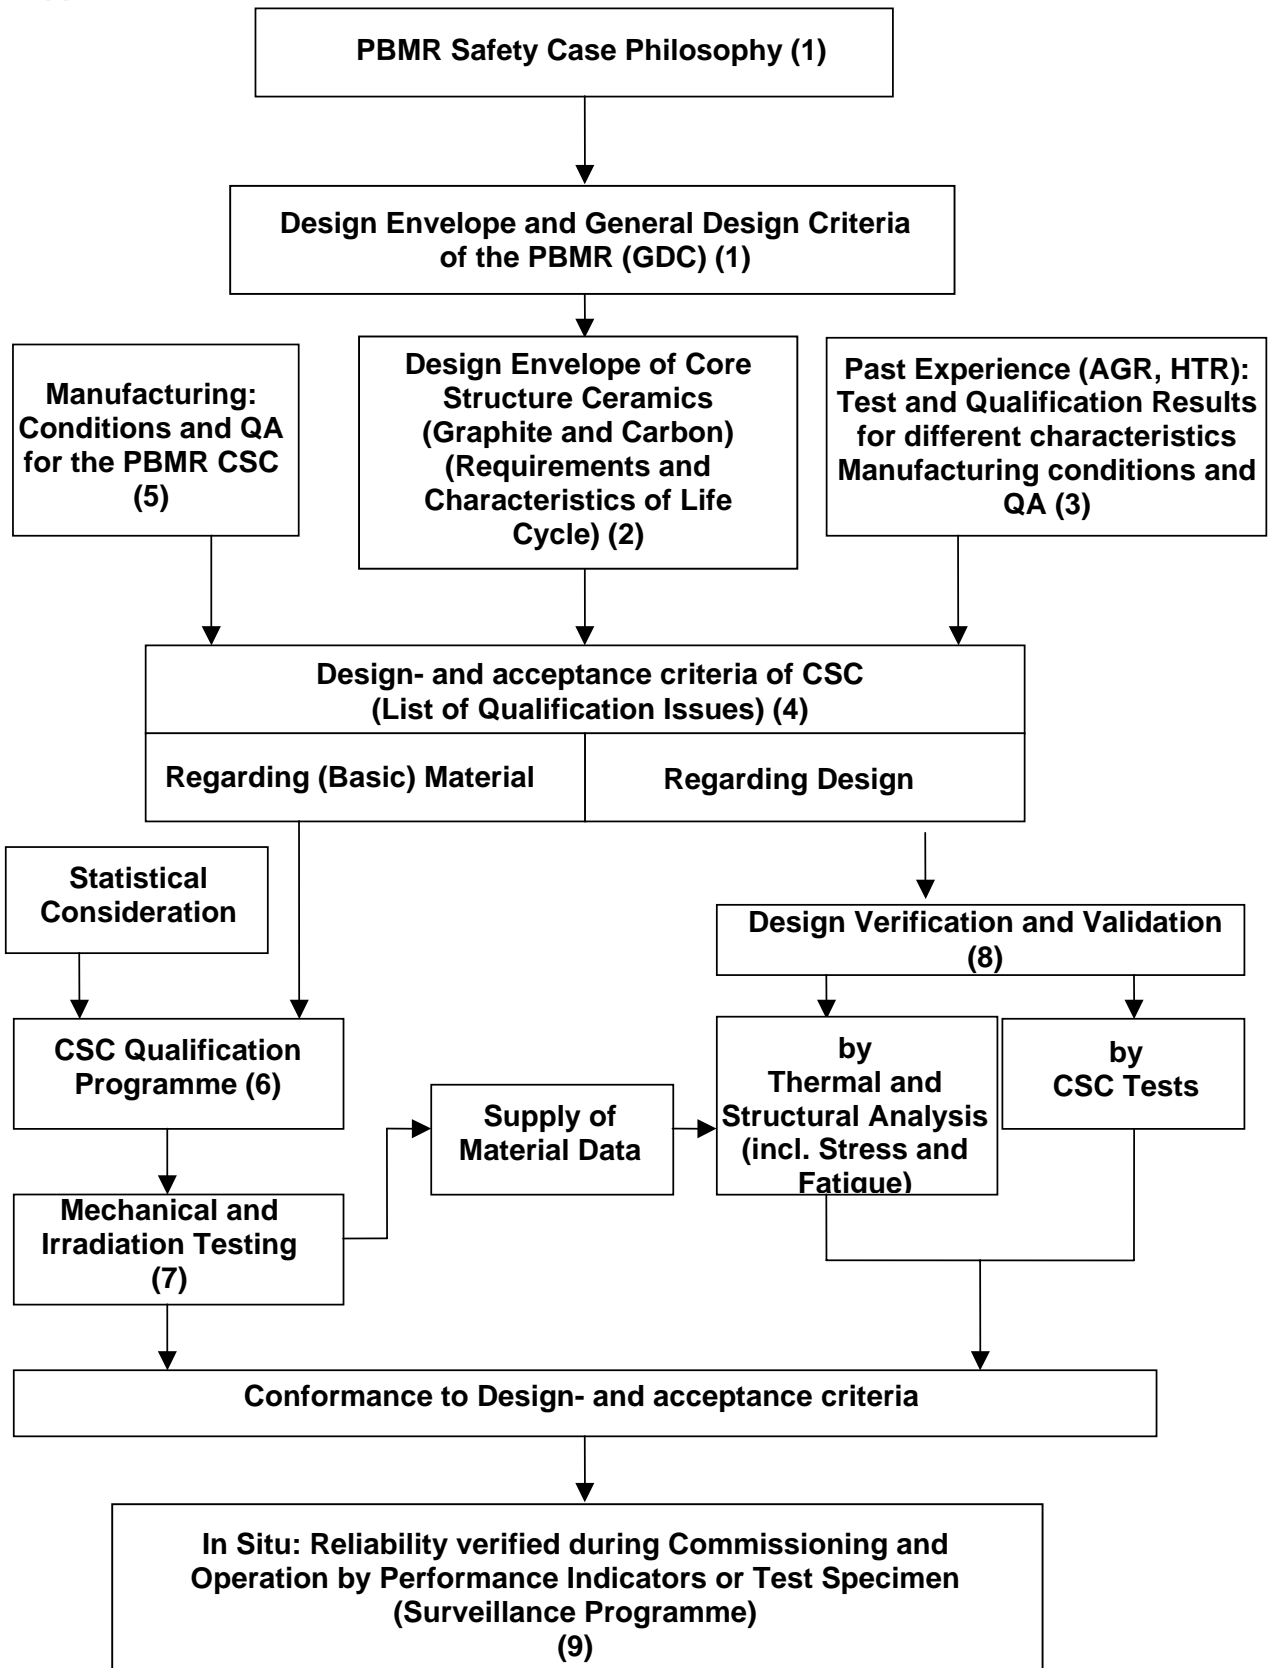 PBMR Safety Case Philosophy (1)
Design Envelope and General Design Criteria
of the PBMR (GDC) (1)
Manufacturing:
Conditions and QA
for the PBMR CSC
(5)
Design Envelope of Core
Structure Ceramics
(Graphite and Carbon)
(Requirements and
Characteristics of Life
Cycle) (2)
Past Experience (AGR, HTR):
Test and Qualification Results
for different characteristics
Manufacturing conditions and
QA (3)
Design- and acceptance criteria of CSC
(List of Qualification Issues) (4)
Regarding (Basic) Material
Regarding Design
Statistical
Consideration
Design Verification and Validation
(8)
CSC Qualification
Programme (6)
Supply of
Material Data
by
Thermal and
Structural Analysis
(incl. Stress and
Fatigue)
by
CSC Tests
Mechanical and
Irradiation Testing
(7)
Conformance to Design- and acceptance criteria
In Situ: Reliability verified during Commissioning and
Operation by Performance Indicators or Test Specimen
(Surveillance Programme)
(9)